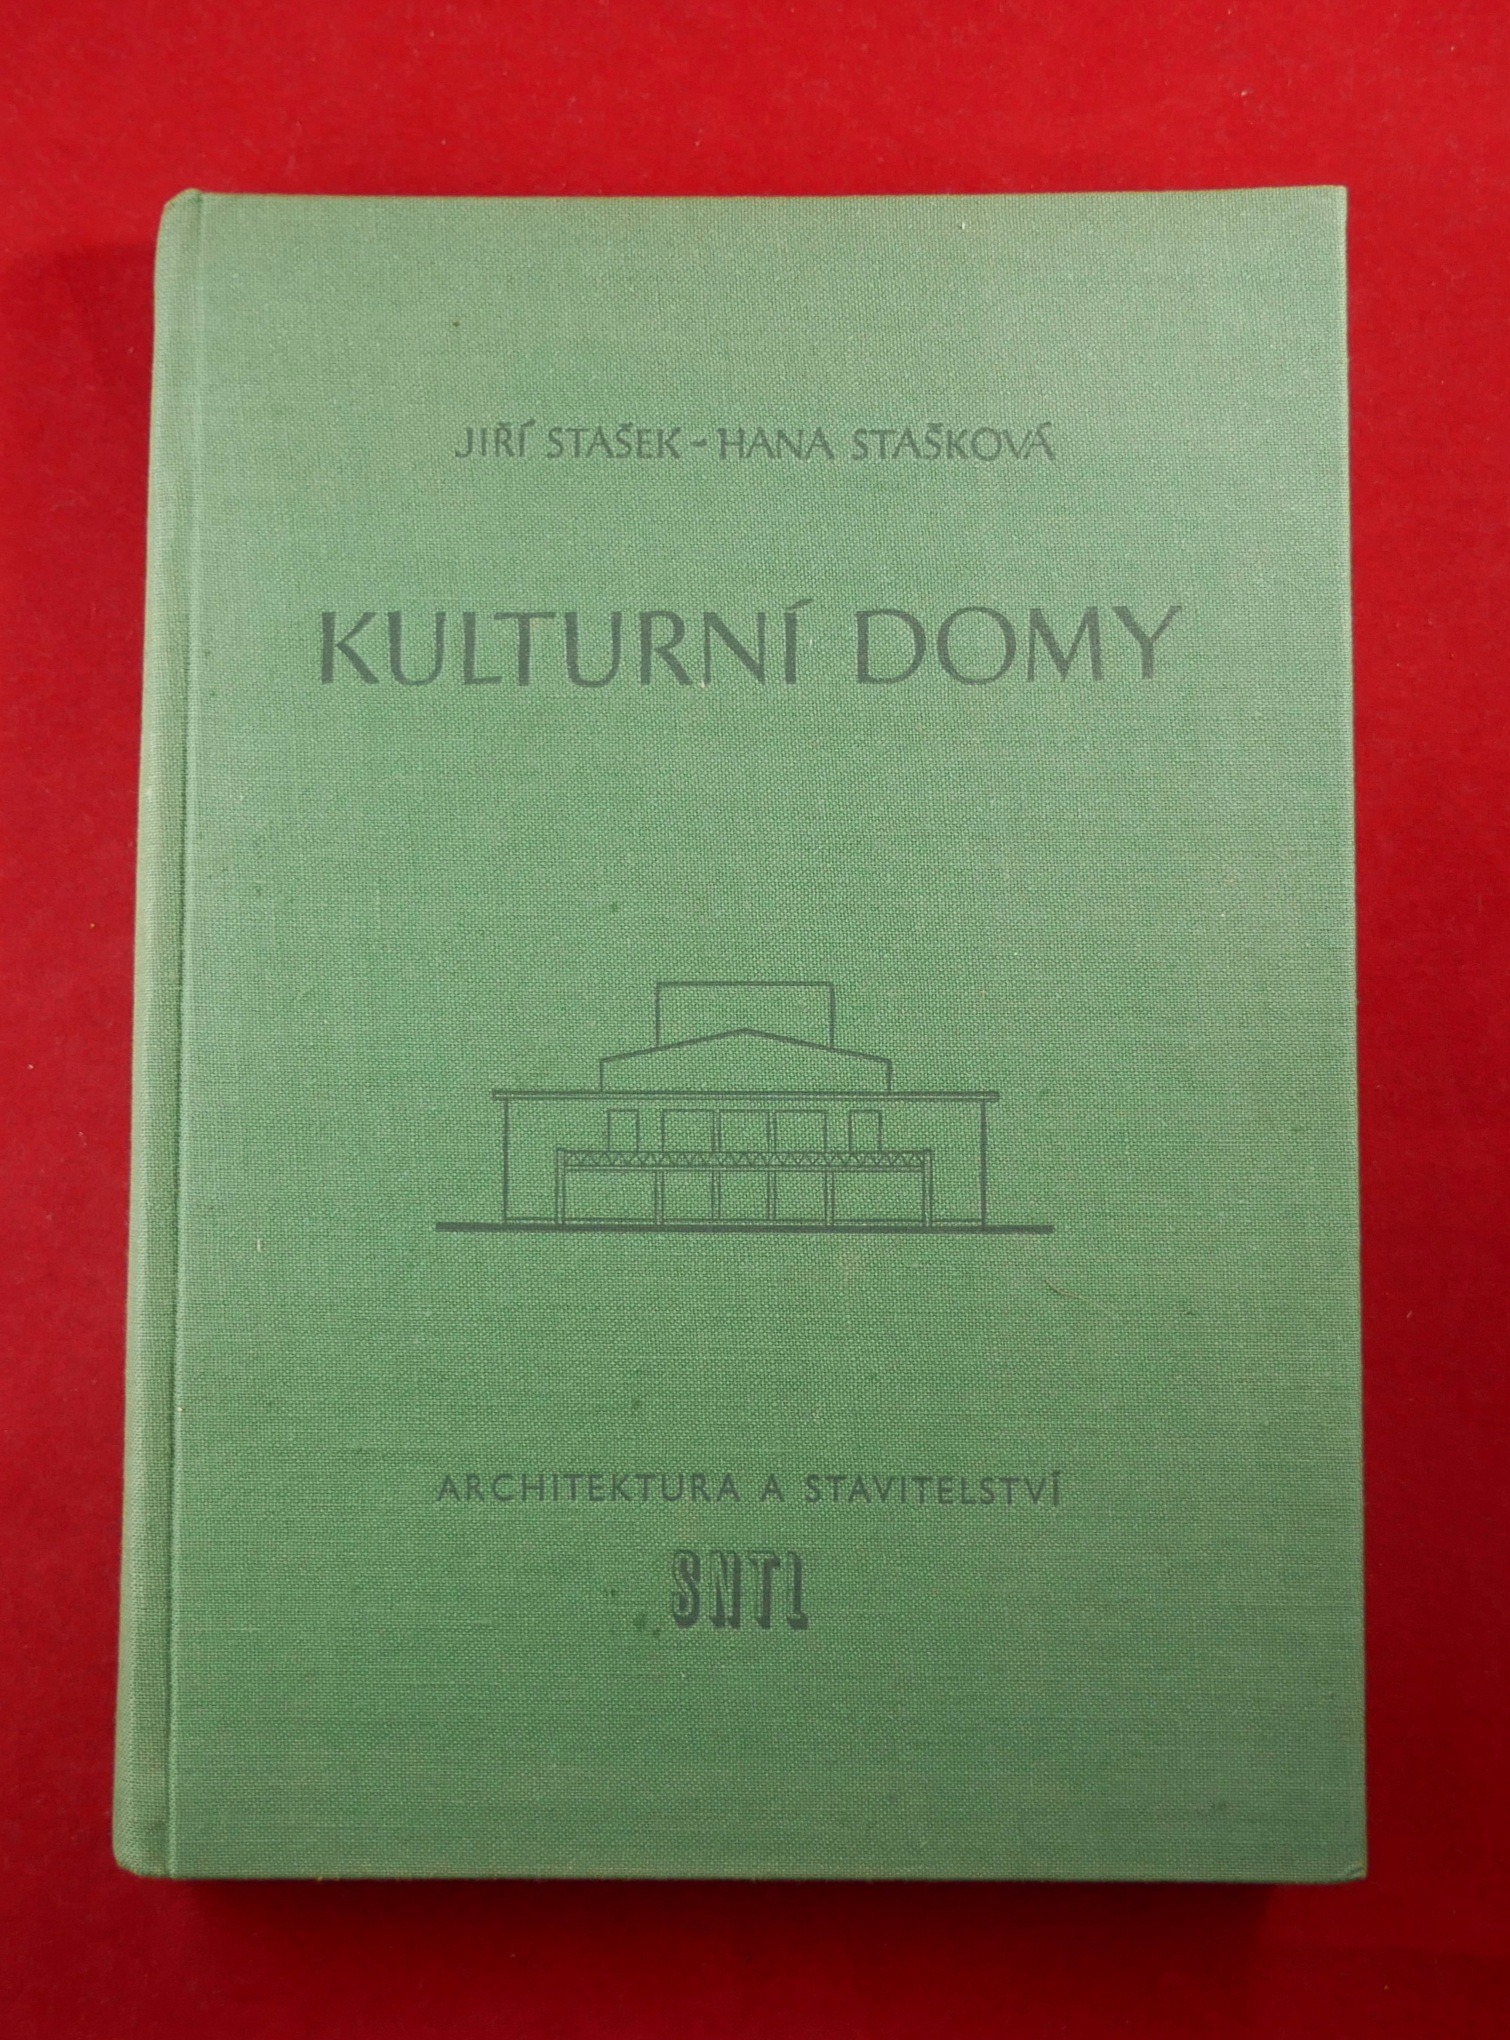 JIŘÍ STAŠEK - HANA STAŠKOVÁ
KULTURNÍ DOMY
ARCHITEKTURA A STAVITELSTVÍ
SNTL